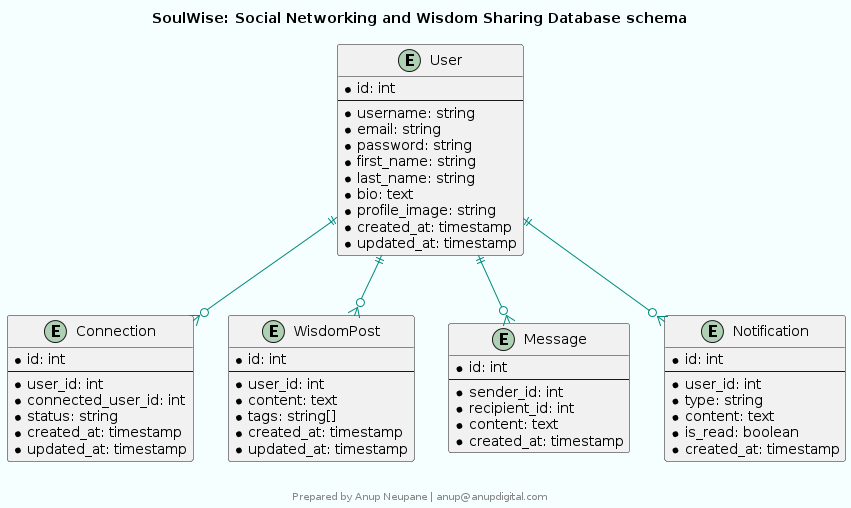 SoulWise: Social Networking and Wisdom Sharing Database schema
E User
id: int
username: string
email: string
password: string
first_name: string
last_name: string
bio: text
profile_image: string
created_at: timestamp
updated_at: timestamp
E Connection
id: int
user_id: int
connected_user_id: int
status: string
created_at: timestamp
updated_at: timestamp
E WisdomPost
id: int
user_id: int
content: text
tags: string[]
created_at: timestamp
updated_at: timestamp
E Message
id: int
sender_id: int
recipient_id: int
content: text
created_at: timestamp
E Notification
id: int
user_id: int
type: string
content: text
is_read: boolean
created_at: timestamp
Prepared by Anup Neupane | anup@anupdigital.com